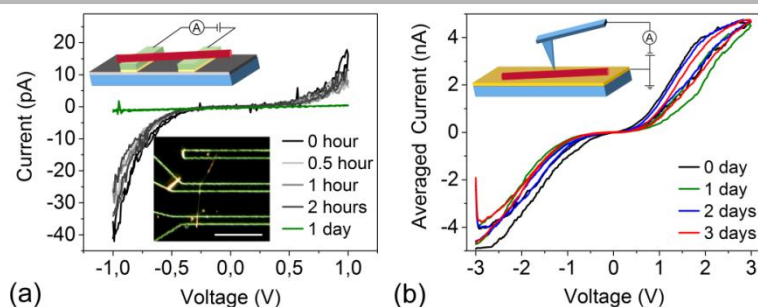 A
20
10
0
-10
-20
-30
-40
Current (pA)
0 hour
0.5 hour
1 hour
2 hours
1 day
-1,0
-0,5
0,0
0,5
1,0
Voltage (V)
(a)
A
4
2
0
-2
-4
Averaged Current (nA)
0 day
1 day
2 days
3 days
-3
-2
-1
0
1
2
3
Voltage (V)
(b)